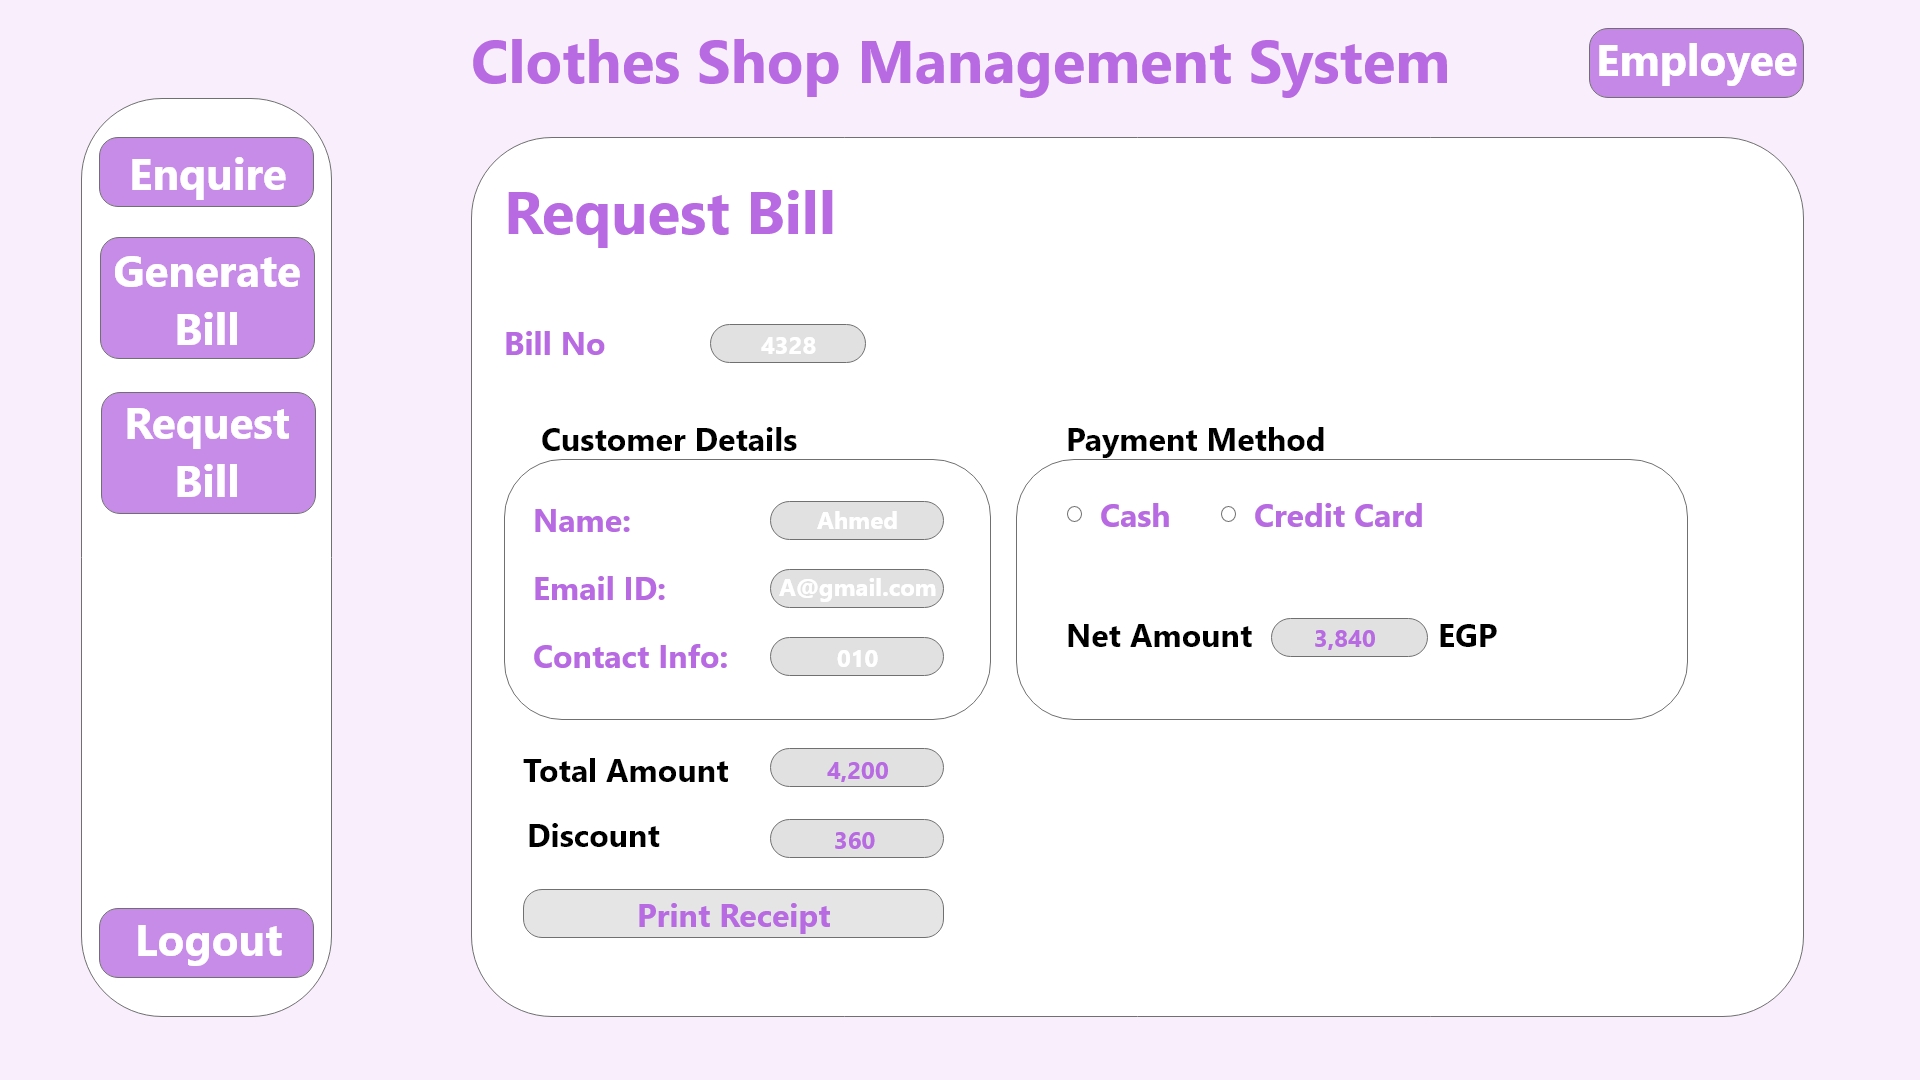 Clothes Shop Management System
Employee
Enquire
Generate
Bill
Request
Bill
Logout
Request Bill
Bill No
4328
Customer Details
Name:
Ahmed
Email ID:
A@gmail.com
Contact Info:
010
Payment Method
Cash
Credit Card
Net Amount
3,840
EGP
Total Amount
4,200
Discount
360
Print Receipt